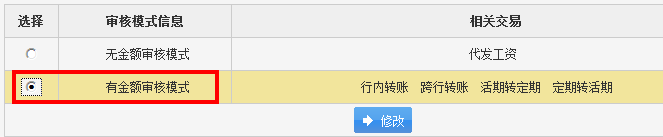 选择 审核模式信息 相关交易
无金额审核模式 代发工资
有金额审核模式 行内转账 跨行转账 活期转定期 定期转活期
修改